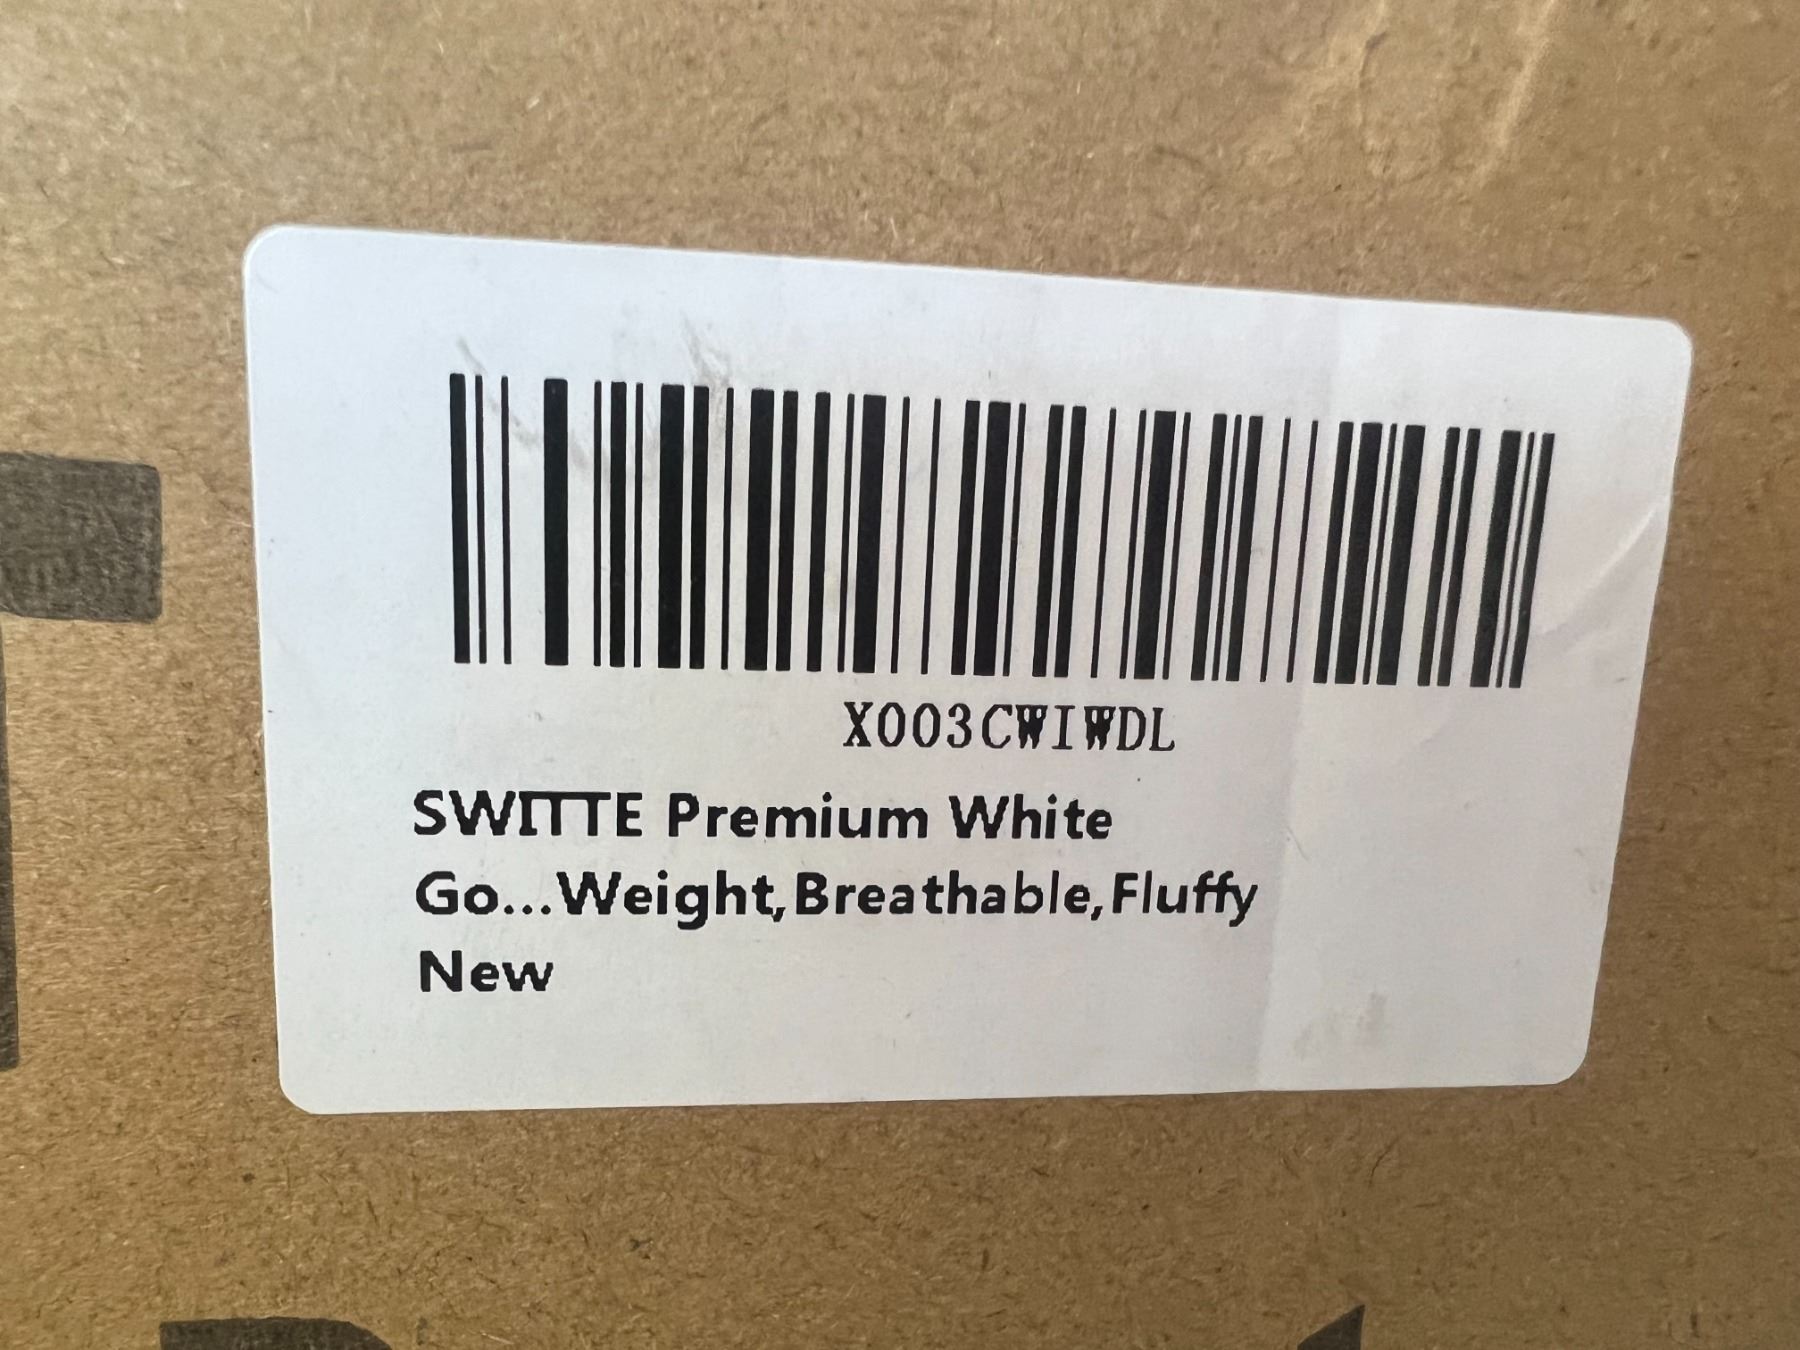 X003CWIWDL
SWITTE Premium White
Go...Weight,Breathable,Fluffy
New